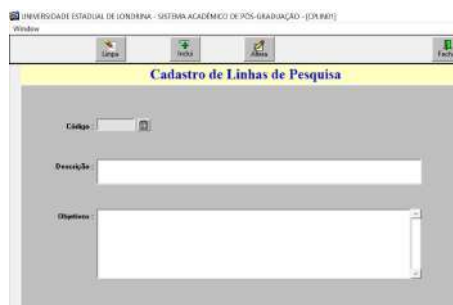 UNIVERSIDADE ESTADUAL DE LONDRINA - SISTEMA ACADÊMICO DE PÓS-GRADUAÇÃO - [CPLIN01]
Window
Limpa Inclui Altera Fech
Cadastro de Linhas de Pesquisa
Código :
Descrição :
Objetivos :